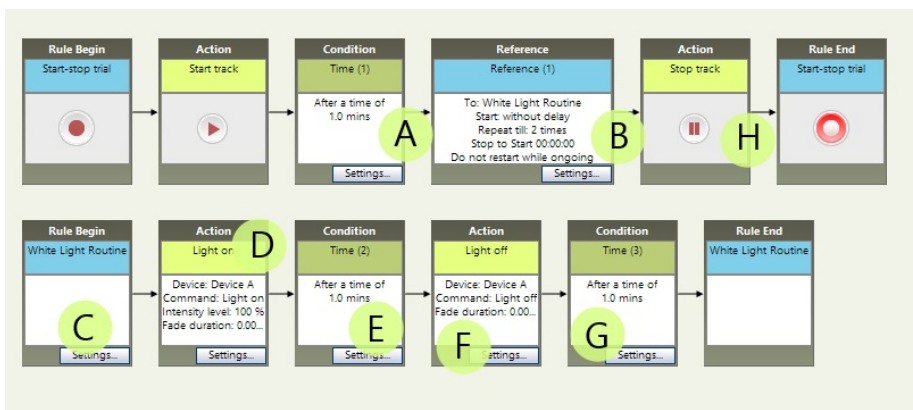 Rule Begin
Start-stop trial
Action
Start track
Condition
Time (1)
After a time of
1.0 mins
Settings...
A
Reference
Reference (1)
To: White Light Routine
Start: without delay
Repeat till: 2 times
Stop to Start 00:00:00
Do not restart while ongoing
Settings...
B
Action
Stop track
H
Rule End
Start-stop trial
Rule Begin
White Light Routine
C
Settings...
Action
Light on
D
Device: Device A
Command: Light on
Intensity level: 100 %
Fade duration: 0.00...
Settings...
Condition
Time (2)
After a time of
1.0 mins
E
Settings...
Action
Light off
Device: Device A
Command: Light off
Fade duration: 0.00...
F
Settings...
Condition
Time (3)
After a time of
1.0 mins
G
Settings...
Rule End
White Light Routine